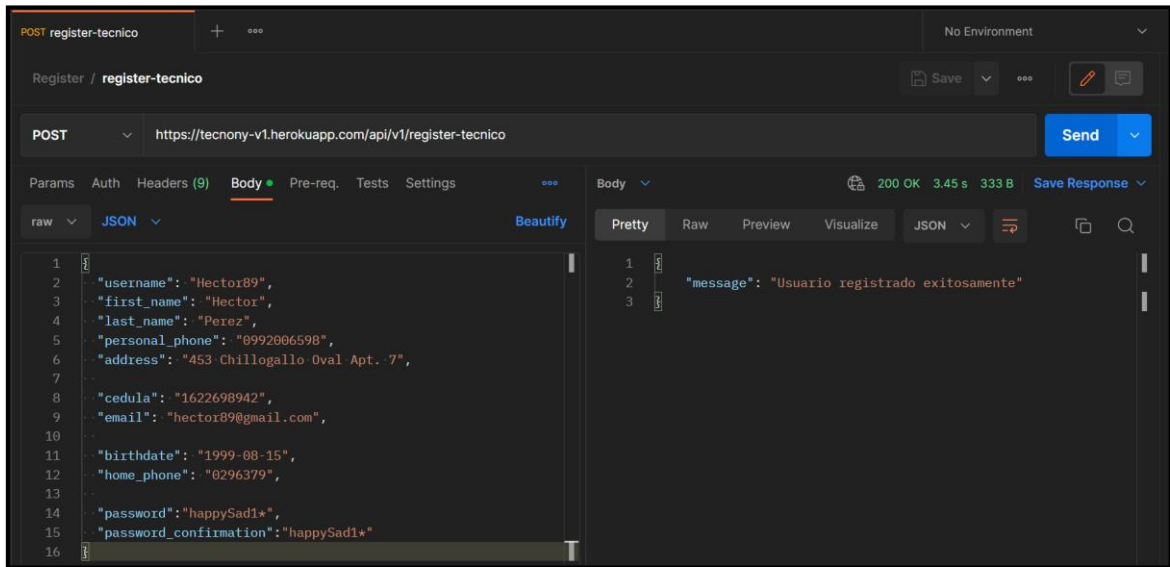 POST register-tecnico
No Environment
Register / register-tecnico
Save
POST https://tecnony-v1.herokuapp.com/api/v1/register-tecnico Send
Params Auth Headers (9) Body Pre-req. Tests Settings
Body 200 OK 3.45 s 333 B Save Response
raw JSON Beautify
Pretty Raw Preview Visualize JSON
1 {
2 "username": "Hector89",
3 "first_name": "Hector",
4 "last_name": "Perez",
5 "personal_phone": "0992006598",
6 "address": "453 Chillogallo Oval Apt. 7",
7
8 "cedula": "1622698942",
9 "email": "hector89@gmail.com",
10
11 "birthdate": "1999-08-15",
12 "home_phone": "0296379",
13
14 "password":"happySad1*",
15 "password_confirmation":"happySad1*"
16 }
1 {
2 "message": "Usuario registrado exitosamente"
3 }